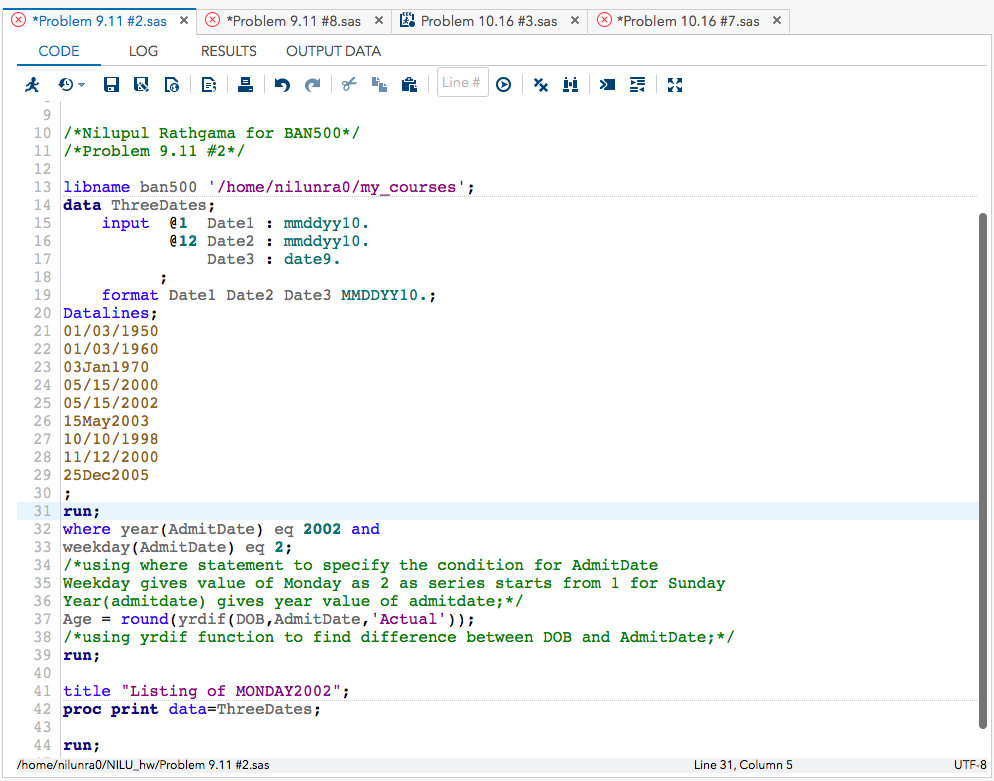 *Problem 9.11 #2.sas × *Problem 9.11 #8.sas × Problem 10.16 #3.sas × *Problem 10.16 #7.sas ×
CODE LOG RESULTS OUTPUT DATA
Line #
9
10 /*Nilupul Rathgama for BAN500*/
11 /*Problem 9.11 #2*/
12
13 libname ban500 '/home/nilunra0/my_courses';
14 data ThreeDates;
15 input @1 Date1 : mmddyy10.
16 @12 Date2 : mmddyy10.
17 Date3 : date9.
18 ;
19 format Date1 Date2 Date3 MMDDYY10.;
20 Datalines;
21 01/03/1950
22 01/03/1960
23 03Jan1970
24 05/15/2000
25 05/15/2002
26 15May2003
27 10/10/1998
28 11/12/2000
29 25Dec2005
30 ;
31 run;
32 where year(AdmitDate) eq 2002 and
33 weekday(AdmitDate) eq 2;
34 /*using where statement to specify the condition for AdmitDate
35 Weekday gives value of Monday as 2 as series starts from 1 for Sunday
36 Year(admitdate) gives year value of admitdate;*/
37 Age = round(yrdif(DOB,AdmitDate,'Actual'));
38 /*using yrdif function to find difference between DOB and AdmitDate;*/
39 run;
40
41 title "Listing of MONDAY2002";
42 proc print data=ThreeDates;
43
44 run;
/home/nilunra0/NILU_hw/Problem 9.11 #2.sas Line 31, Column 5 UTF-8